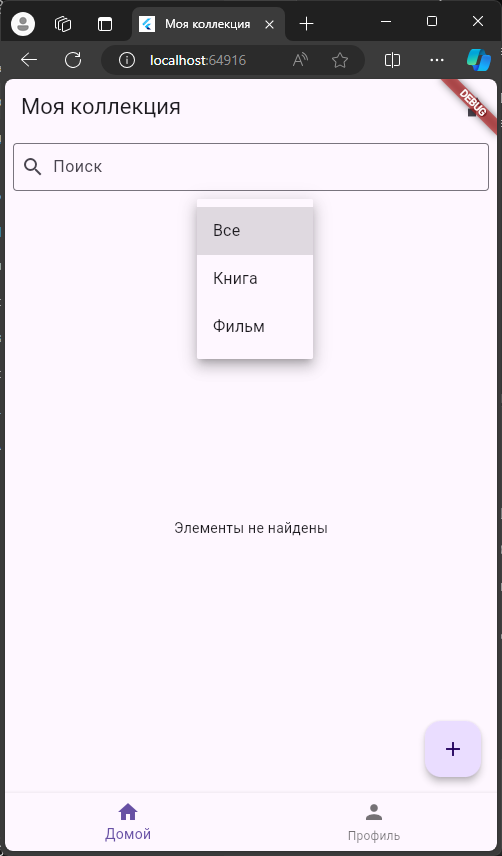 Моя коллекция
localhost:64916
Моя коллекция
DEBUG
Поиск
Все
Книга
Фильм
Элементы не найдены
Домой
Профиль